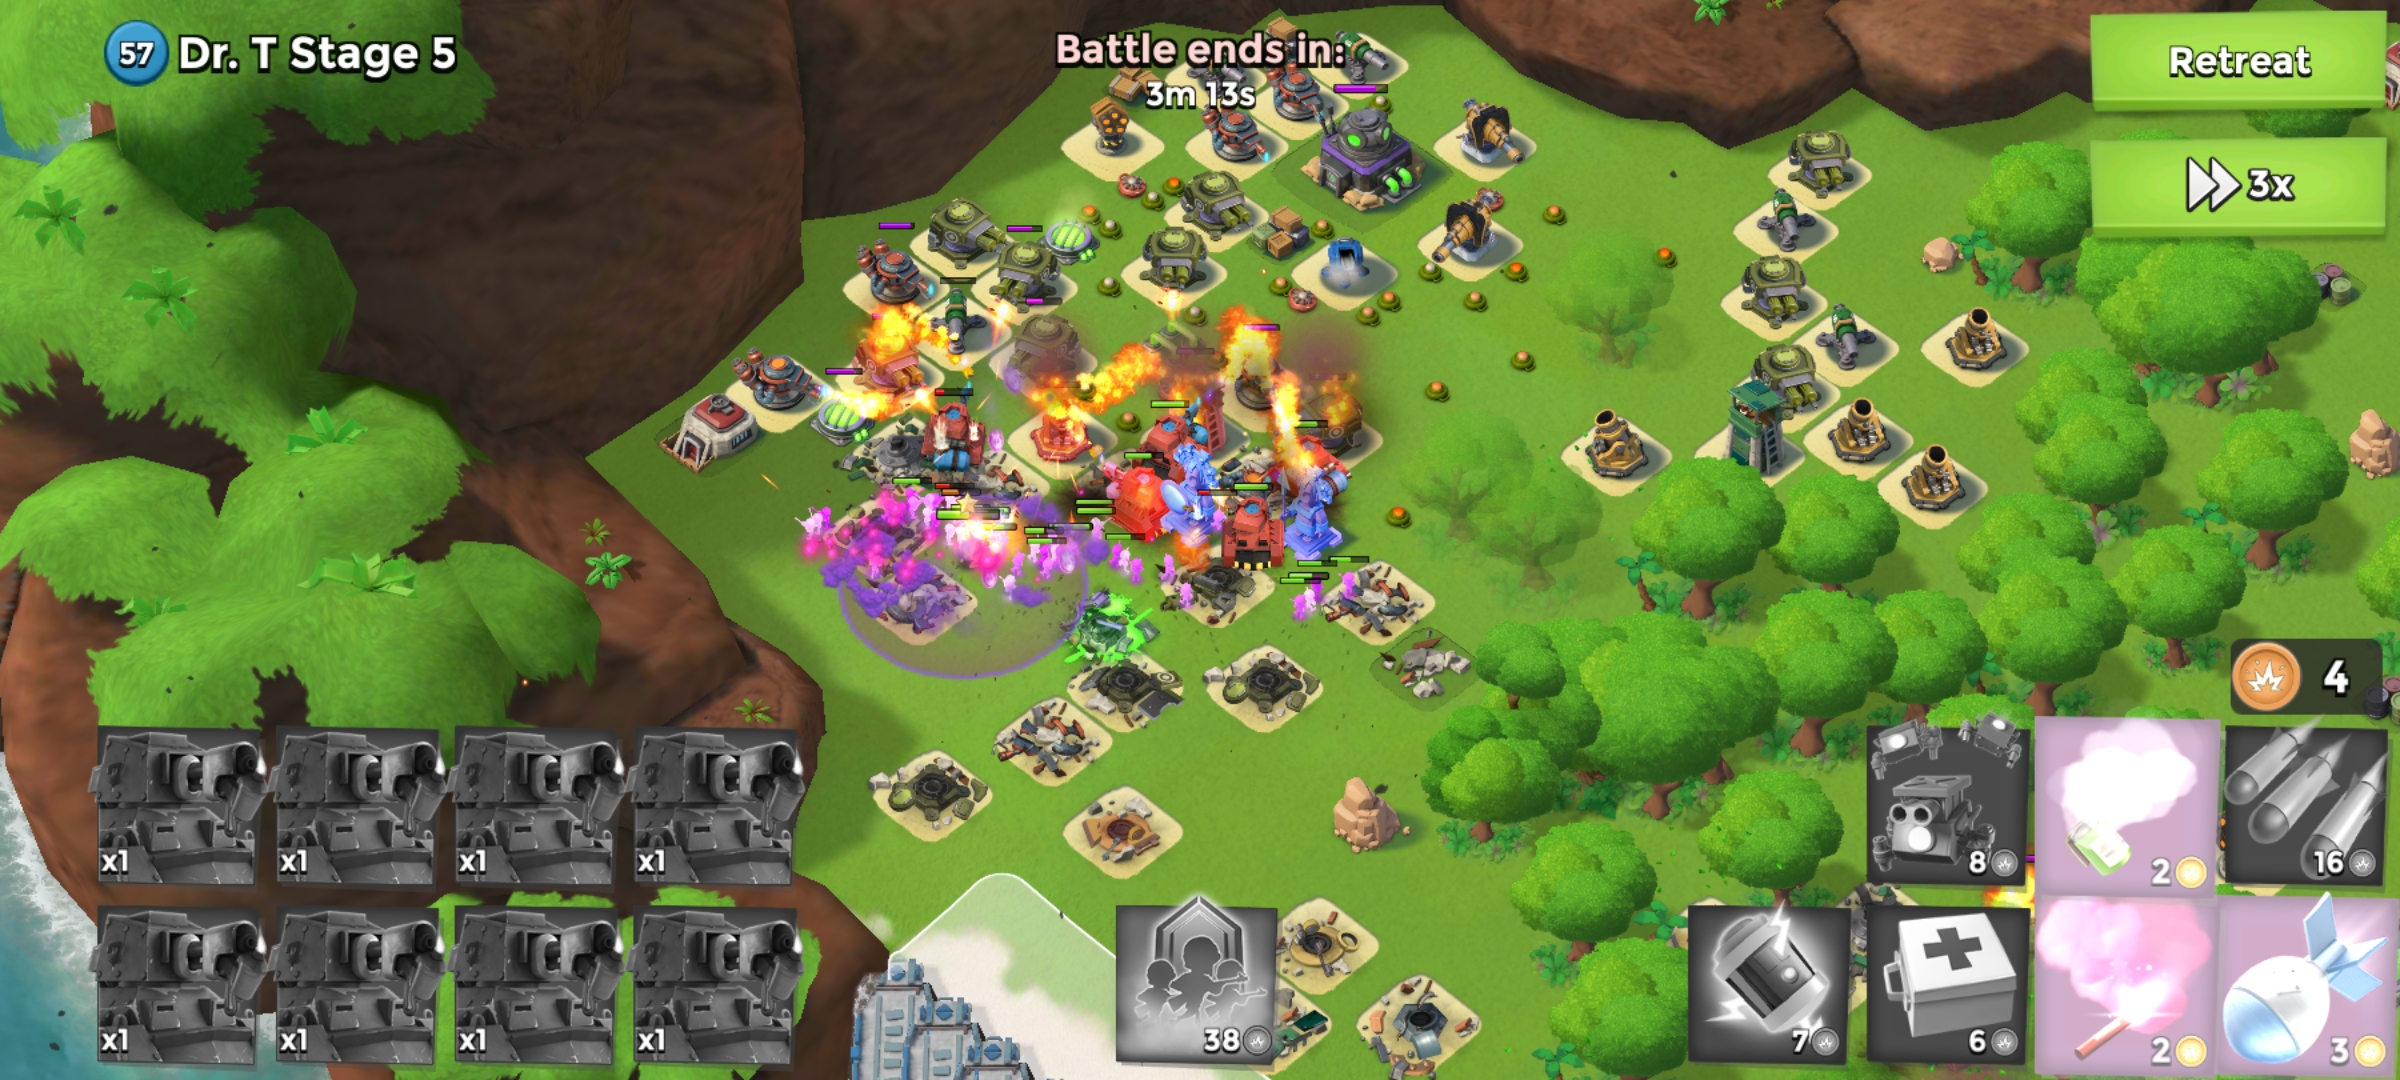 57 Dr. T Stage 5
Battle ends in:
3m 13s
Retreat
3x
4
x1 x1 x1 x1
8 2 16
x1 x1 x1 x1
38 7 6 2 3